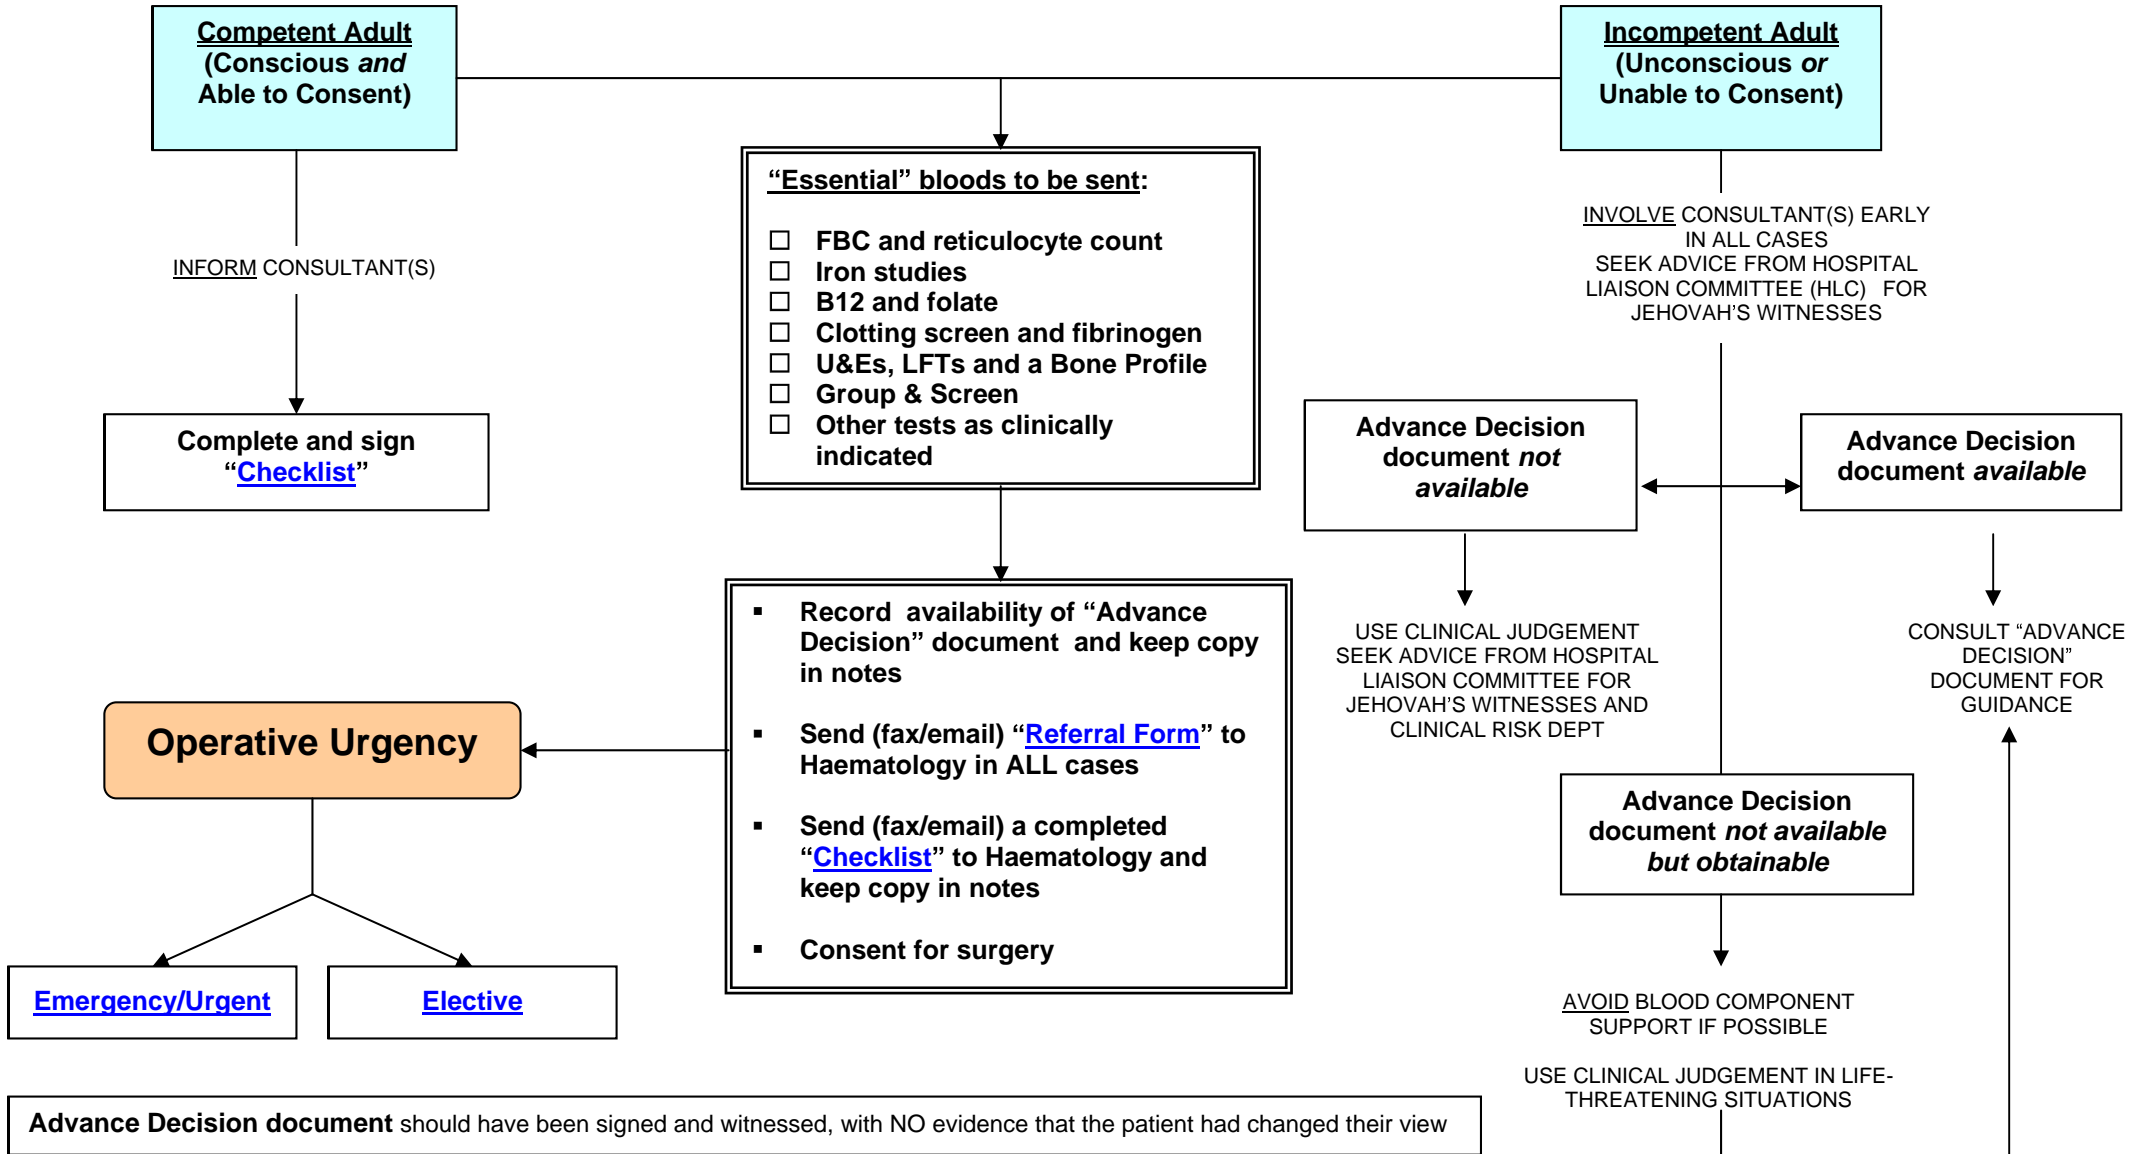 Competent Adult
(Conscious and
Able to Consent)
INFORM CONSULTANT(S)
Complete and sign
“Checklist”
“Essential” bloods to be sent:
☐ FBC and reticulocyte count
☐ Iron studies
☐ B12 and folate
☐ Clotting screen and fibrinogen
☐ U&Es, LFTs and a Bone Profile
☐ Group & Screen
☐ Other tests as clinically
indicated
▪ Record availability of “Advance
Decision” document and keep copy
in notes
▪ Send (fax/email) “Referral Form” to
Haematology in ALL cases
▪ Send (fax/email) a completed
“Checklist” to Haematology and
keep copy in notes
▪ Consent for surgery
Operative Urgency
Emergency/Urgent
Elective
Incompetent Adult
(Unconscious or
Unable to Consent)
INVOLVE CONSULTANT(S) EARLY
IN ALL CASES
SEEK ADVICE FROM HOSPITAL
LIAISON COMMITTEE (HLC) FOR
JEHOVAH’S WITNESSES
Advance Decision
document not
available
USE CLINICAL JUDGEMENT
SEEK ADVICE FROM HOSPITAL
LIAISON COMMITTEE FOR
JEHOVAH’S WITNESSES AND
CLINICAL RISK DEPT
Advance Decision
document available
CONSULT “ADVANCE
DECISION”
DOCUMENT FOR
GUIDANCE
Advance Decision
document not available
but obtainable
AVOID BLOOD COMPONENT
SUPPORT IF POSSIBLE
USE CLINICAL JUDGEMENT IN LIFE-
THREATENING SITUATIONS
Advance Decision document should have been signed and witnessed, with NO evidence that the patient had changed their view